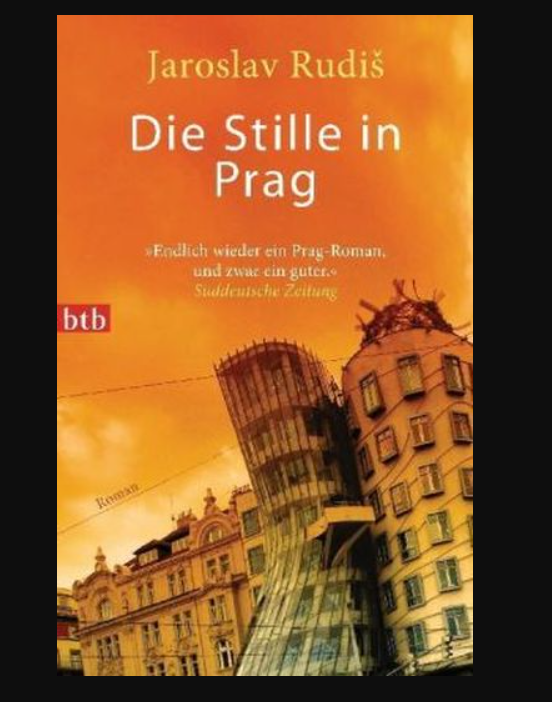 Jaroslav Rudiš
Die Stille in
Prag
»Endlich wieder ein Prag-Roman,
und zwar ein guter.«
Süddeutsche Zeitung
btb
Roman